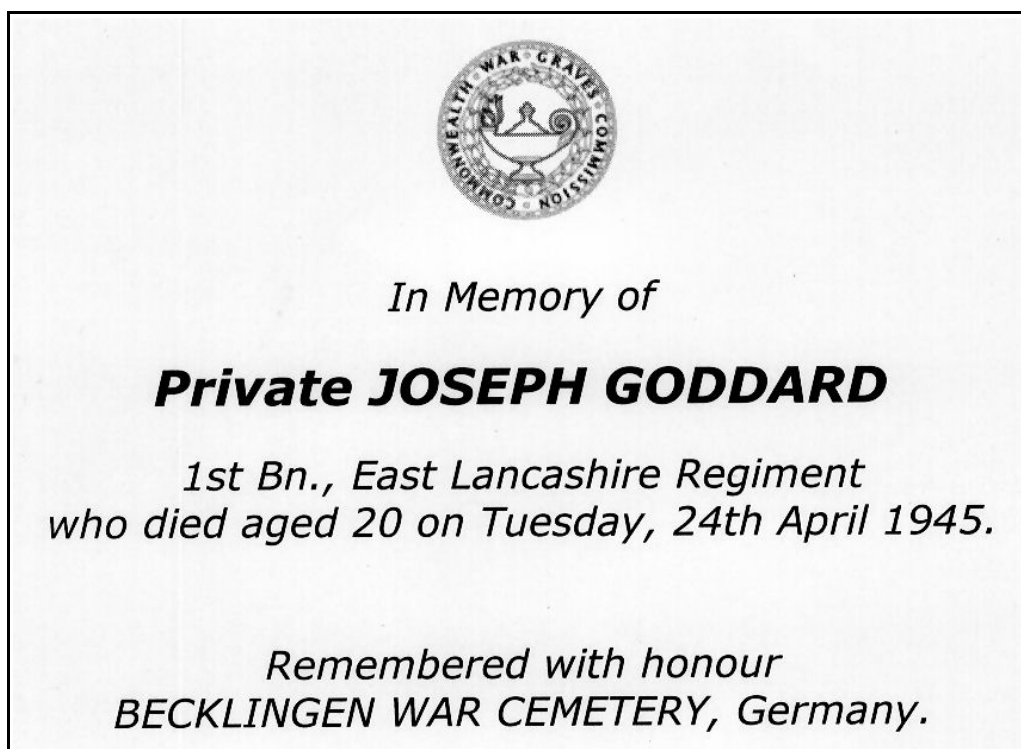 COMMONWEALTH · WAR · GRAVES · COMMISSION ·
In Memory of
Private JOSEPH GODDARD
1st Bn., East Lancashire Regiment
who died aged 20 on Tuesday, 24th April 1945.
Remembered with honour
BECKLINGEN WAR CEMETERY, Germany.